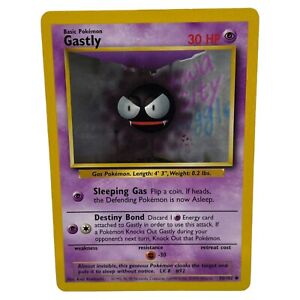 Basic Pokémon
Gastly
30 HP
Gas Pokémon. Length: 4' 3", Weight: 0.2 lbs.
Sleeping Gas Flip a coin. If heads,
the Defending Pokémon is now Asleep.
Destiny Bond Discard 1 Energy card
attached to Gastly in order to use this attack. If
a Pokémon Knocks Out Gastly during your
opponent's next turn, Knock Out that Pokémon.
weakness resistance retreat cost
-30
Almost invisible, this gaseous Pokémon cloaks the target and
puts it to sleep without notice. LV. 8 #92